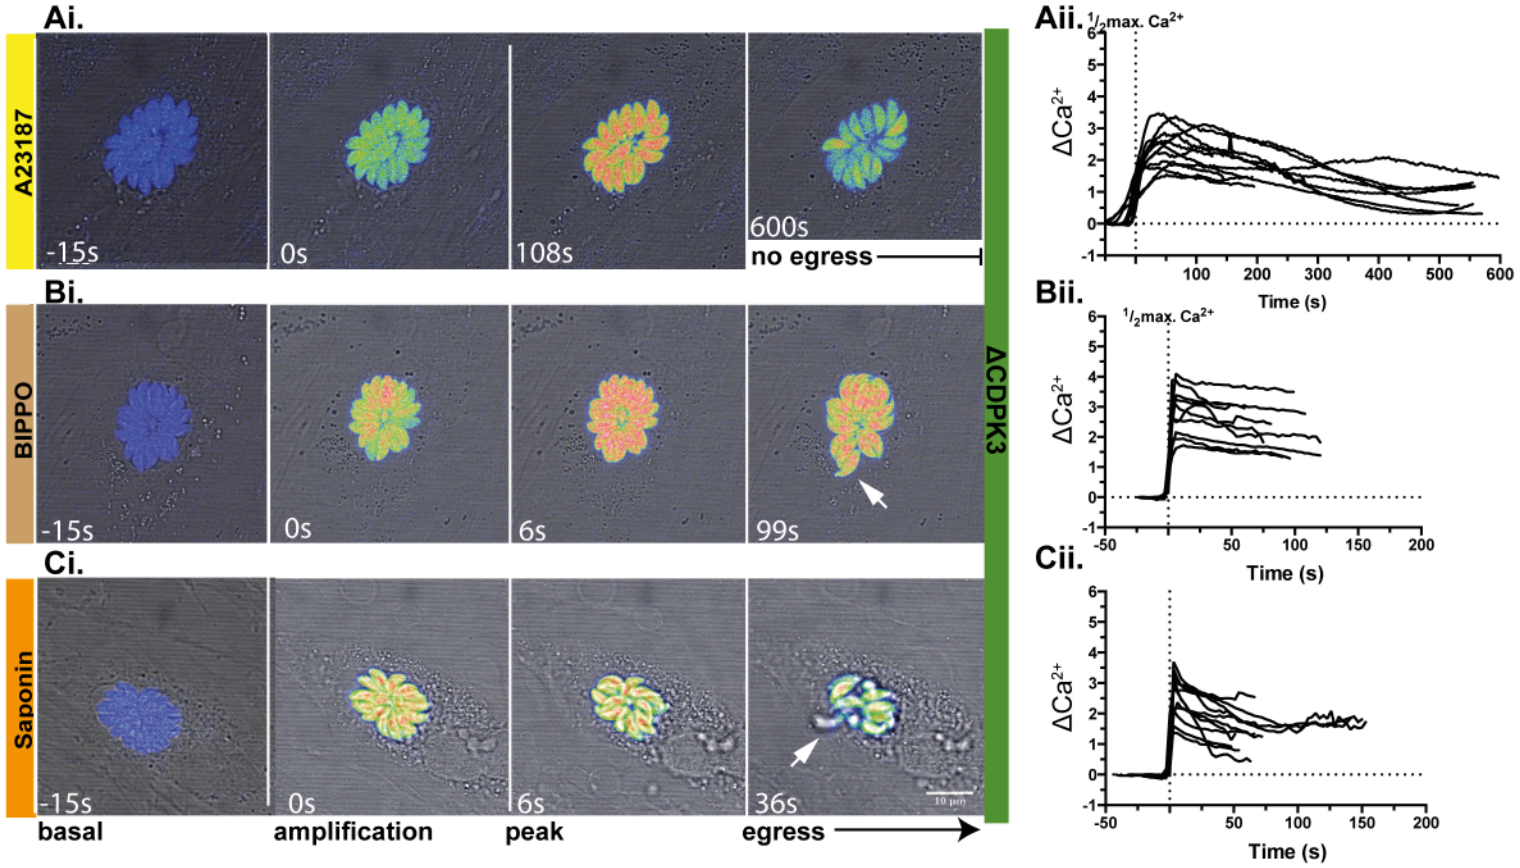 Ai.
A23187
-15s
0s
108s
600s
no egress
Bi.
BIPPO
-15s
0s
6s
99s
Ci.
Saponin
-15s
0s
6s
36s
10 µm
basal
amplification
peak
egress
ΔCDPK3
Aii.
1/2max. Ca2+
ΔCa2+
6
5
4
3
2
1
0
-1
100 200 300 400 500 600
Time (s)
Bii.
1/2max. Ca2+
ΔCa2+
6
5
4
3
2
1
0
-1
-50 50 100 150 200
Time (s)
Cii.
ΔCa2+
6
5
4
3
2
1
0
-1
-50 50 100 150 200
Time (s)